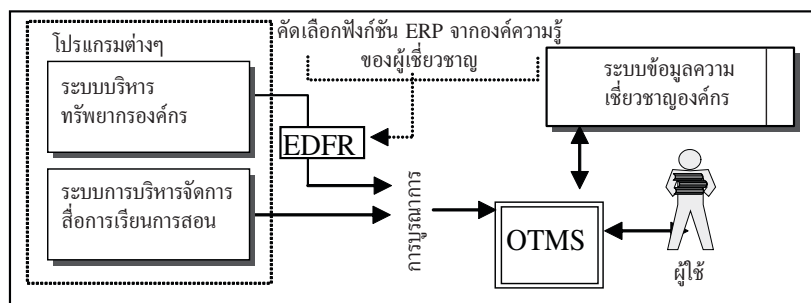 โปรแกรมต่างๆ
ระบบบริหาร
ทรัพยากรองค์กร
ระบบการบริหารจัดการ
สื่อการเรียนการสอน
คัดเลือกฟังก์ชัน ERP จากองค์ความรู้
ของผู้เชี่ยวชาญ
EDFR
การบูรณาการ
ระบบข้อมูลความ
เชี่ยวชาญองค์กร
OTMS
ผู้ใช้